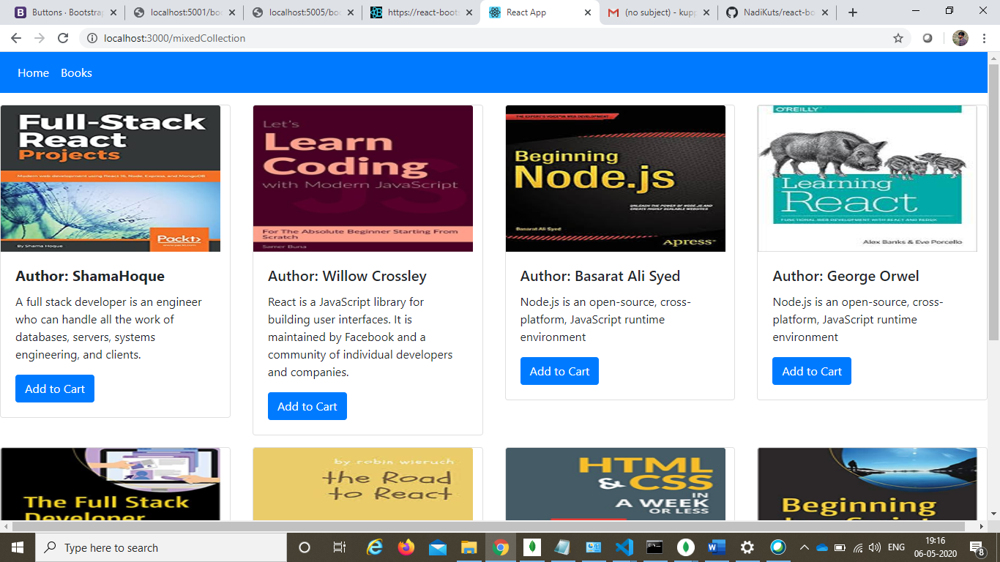 Buttons · Bootstrap
localhost:5001/boo
localhost:5005/boo
https://react-boots
React App
(no subject) - kupp
NadiKuts/react-bo
localhost:3000/mixedCollection
Home
Books
Full-Stack
React
Projects
Modern web development using React 16, Node, Express, and MongoDB
Packt>
By Shama Hoque
Author: ShamaHoque
A full stack developer is an engineer
who can handle all the work of
databases, servers, systems
engineering, and clients.
Add to Cart
Let's
Learn
Coding
with Modern JavaScript
JS
For The Absolute Beginner Starting From
Scratch
Samer Buna
Author: Willow Crossley
React is a JavaScript library for
building user interfaces. It is
maintained by Facebook and a
community of individual developers
and companies.
Add to Cart
THE EXPERT'S VOICE® IN WEB DEVELOPMENT
Beginning
Node.js
UNLEASH THE POWER OF NODE.JS AND
CREATE HIGHLY SCALABLE WEBSITES
Basarat Ali Syed
Apress®
Author: Basarat Ali Syed
Node.js is an open-source, cross-
platform, JavaScript runtime
environment
Add to Cart
O'REILLY®
Learning
React
FUNCTIONAL WEB DEVELOPMENT WITH REACT AND REDUX
Alex Banks & Eve Porcello
Author: George Orwel
Node.js is an open-source, cross-
platform, JavaScript runtime
environment
Add to Cart
The Full Stack
Developer
by robin wieruch
the Road
to React
HTML
& CSS
IN
A WEEK
OR LESS
Beginning
JavaScript
Type here to search
ENG
19:16
06-05-2020
8